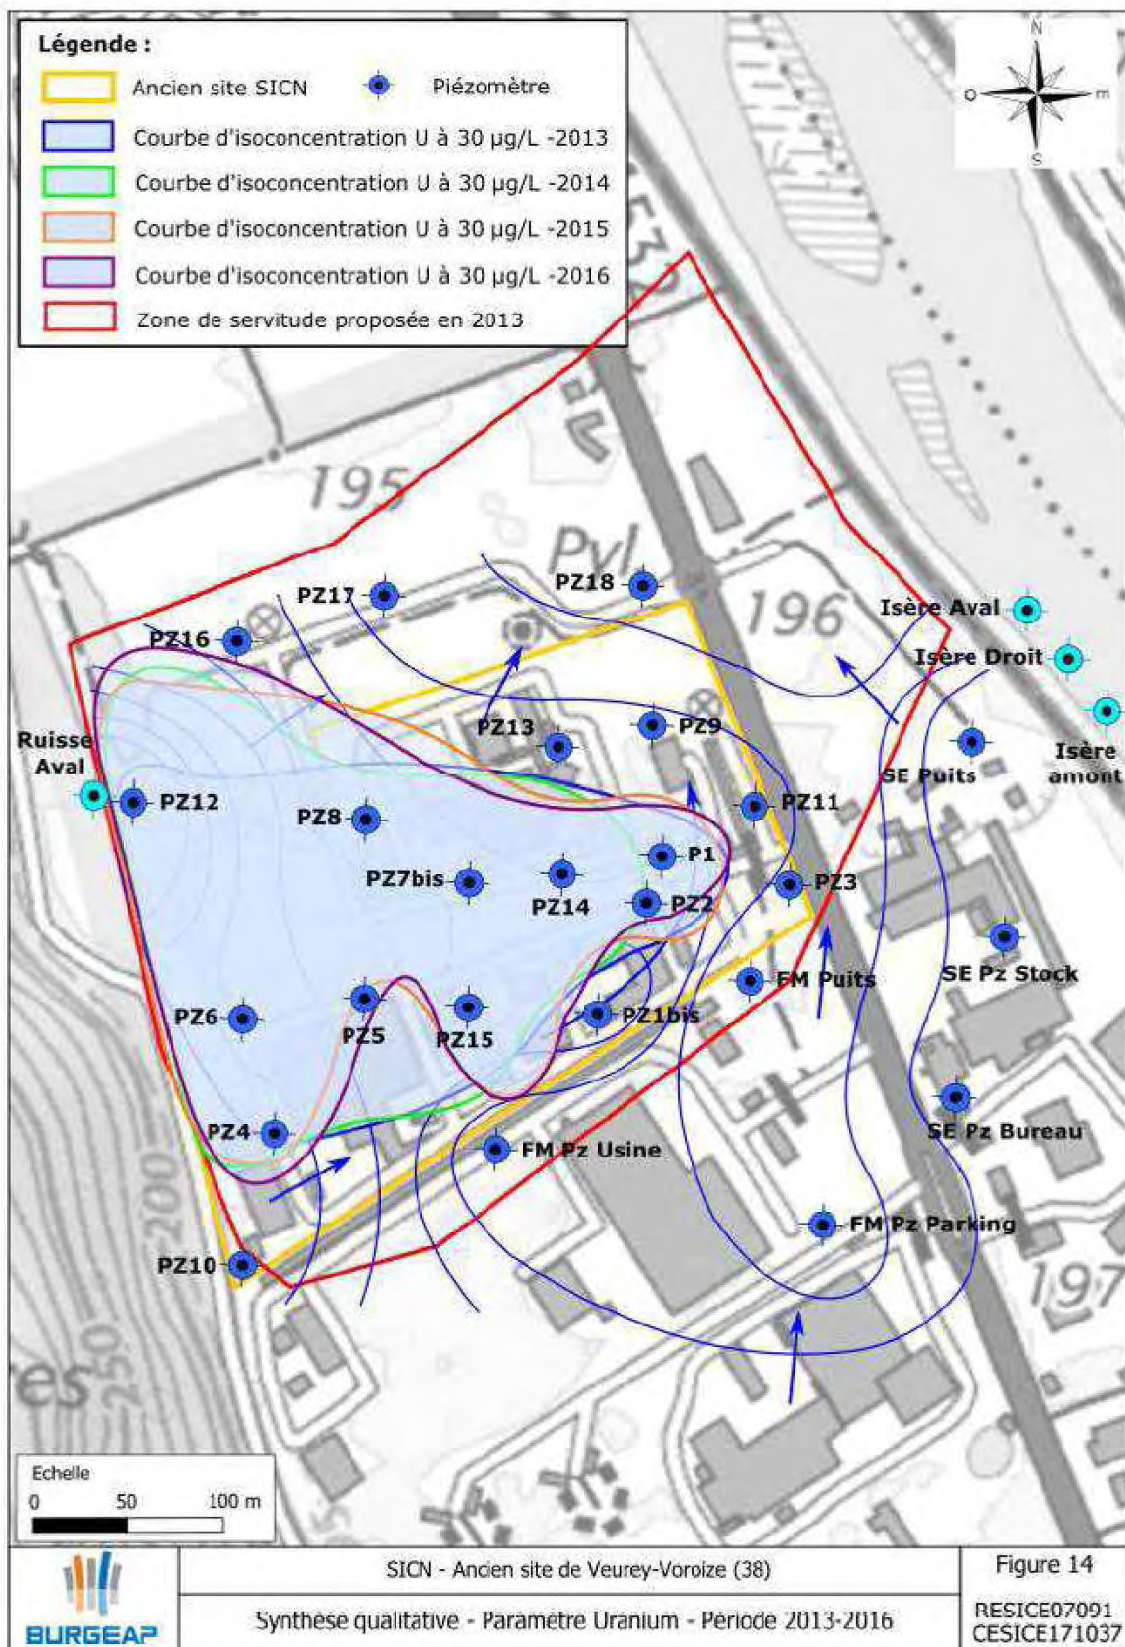 Légende :
Ancien site SICN
Piézomètre
Courbe d'isoconcentration U à 30 µg/L -2013
Courbe d'isoconcentration U à 30 µg/L -2014
Courbe d'isoconcentration U à 30 µg/L -2015
Courbe d'isoconcentration U à 30 µg/L -2016
Zone de servitude proposée en 2013
N
O
m
S
195
Pyl
PZ18
PZ17
196
Isère Aval
PZ16
Isère Droit
Ruisse
Aval
PZ13
PZ9
SE Puits
Isère
amont
PZ12
PZ8
PZ11
P1
PZ7bis
PZ14
PZ2
PZ3
SE Pz Stock
FM Puits
PZ6
PZ5
PZ15
PZ1bis
PZ4
SE Pz Bureau
FM Pz Usine
200
FM Pz Parking
PZ10
197
250
res
Echelle
0 50 100 m
BURGEAP
SICN - Ancien site de Veurey-Voroize (38)
Synthèse qualitative - Paramètre Uranium - Période 2013-2016
Figure 14
RESICE07091
CESICE171037